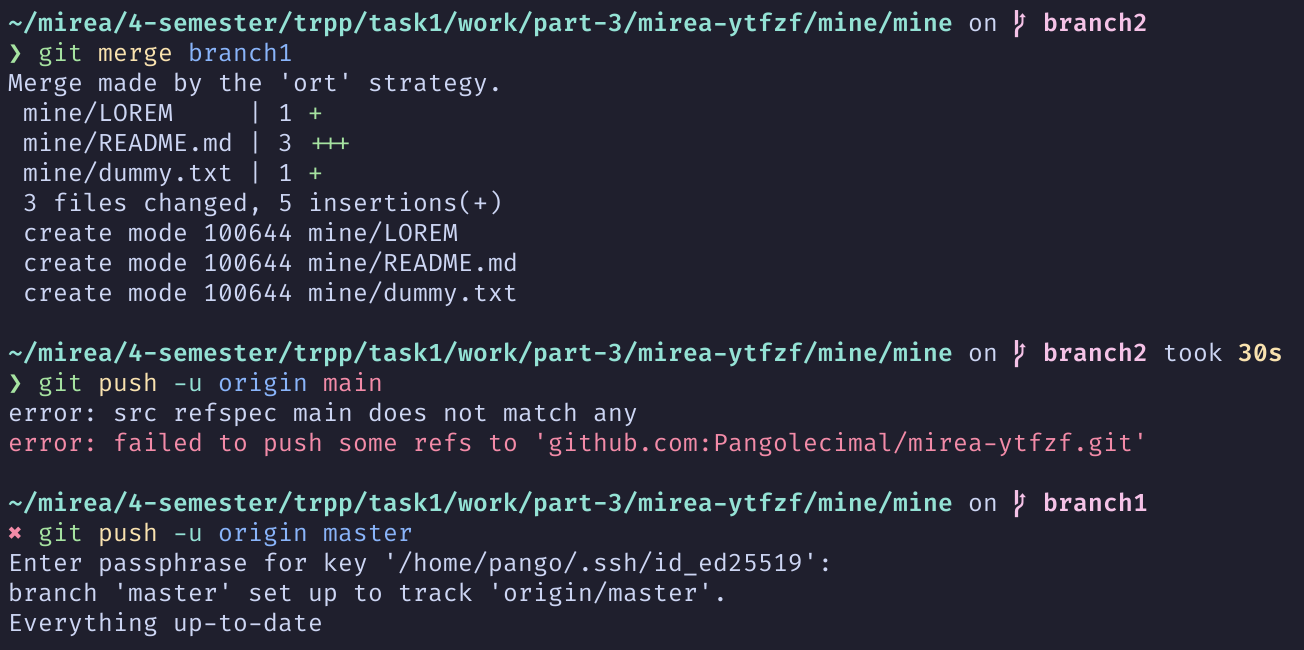 ~/mirea/4-semester/trpp/task1/work/part-3/mirea-ytfzf/mine/mine on branch2
❯ git merge branch1
Merge made by the 'ort' strategy.
 mine/LOREM     | 1 +
 mine/README.md | 3 +++
 mine/dummy.txt | 1 +
 3 files changed, 5 insertions(+)
 create mode 100644 mine/LOREM
 create mode 100644 mine/README.md
 create mode 100644 mine/dummy.txt
~/mirea/4-semester/trpp/task1/work/part-3/mirea-ytfzf/mine/mine on branch2 took 30s
❯ git push -u origin main
error: src refspec main does not match any
error: failed to push some refs to 'github.com:Pangolecimal/mirea-ytfzf.git'
~/mirea/4-semester/trpp/task1/work/part-3/mirea-ytfzf/mine/mine on branch1
✖ git push -u origin master
Enter passphrase for key '/home/pango/.ssh/id_ed25519':
branch 'master' set up to track 'origin/master'.
Everything up-to-date